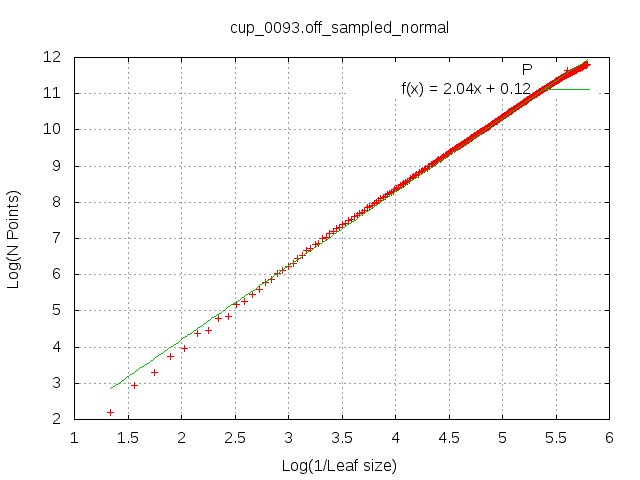 cup_0093.off_sampled_normal
12
11
10
9
8
7
6
5
4
3
2
Log(N Points)
P
f(x) = 2.04x + 0.12
1 1.5 2 2.5 3 3.5 4 4.5 5 5.5 6
Log(1/Leaf size)